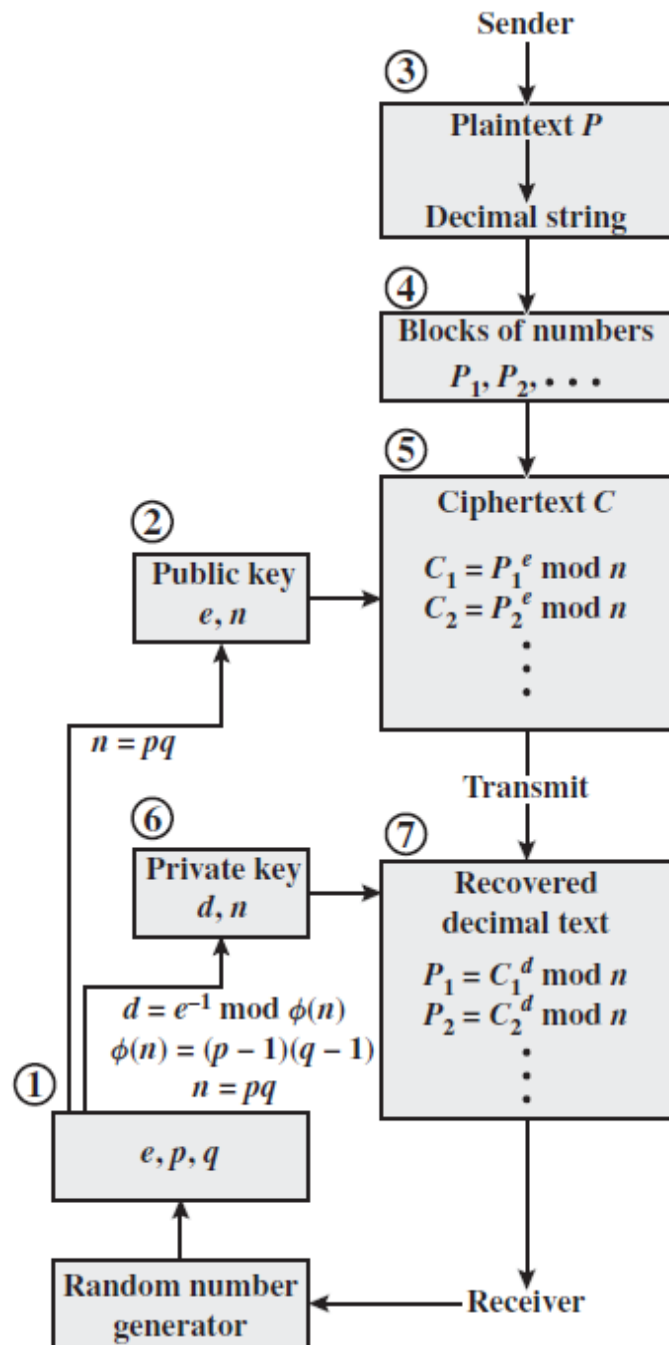 Sender
③
Plaintext P
Decimal string
④
Blocks of numbers
P₁, P₂, • • •
⑤
Ciphertext C
C₁ = P₁ᵉ mod n
C₂ = P₂ᵉ mod n
②
Public key
e, n
n = pq
Transmit
⑥
Private key
d, n
⑦
Recovered
decimal text
P₁ = C₁ᵈ mod n
P₂ = C₂ᵈ mod n
d = e⁻¹ mod ϕ(n)
ϕ(n) = (p − 1)(q − 1)
n = pq
①
e, p, q
Random number
generator
Receiver